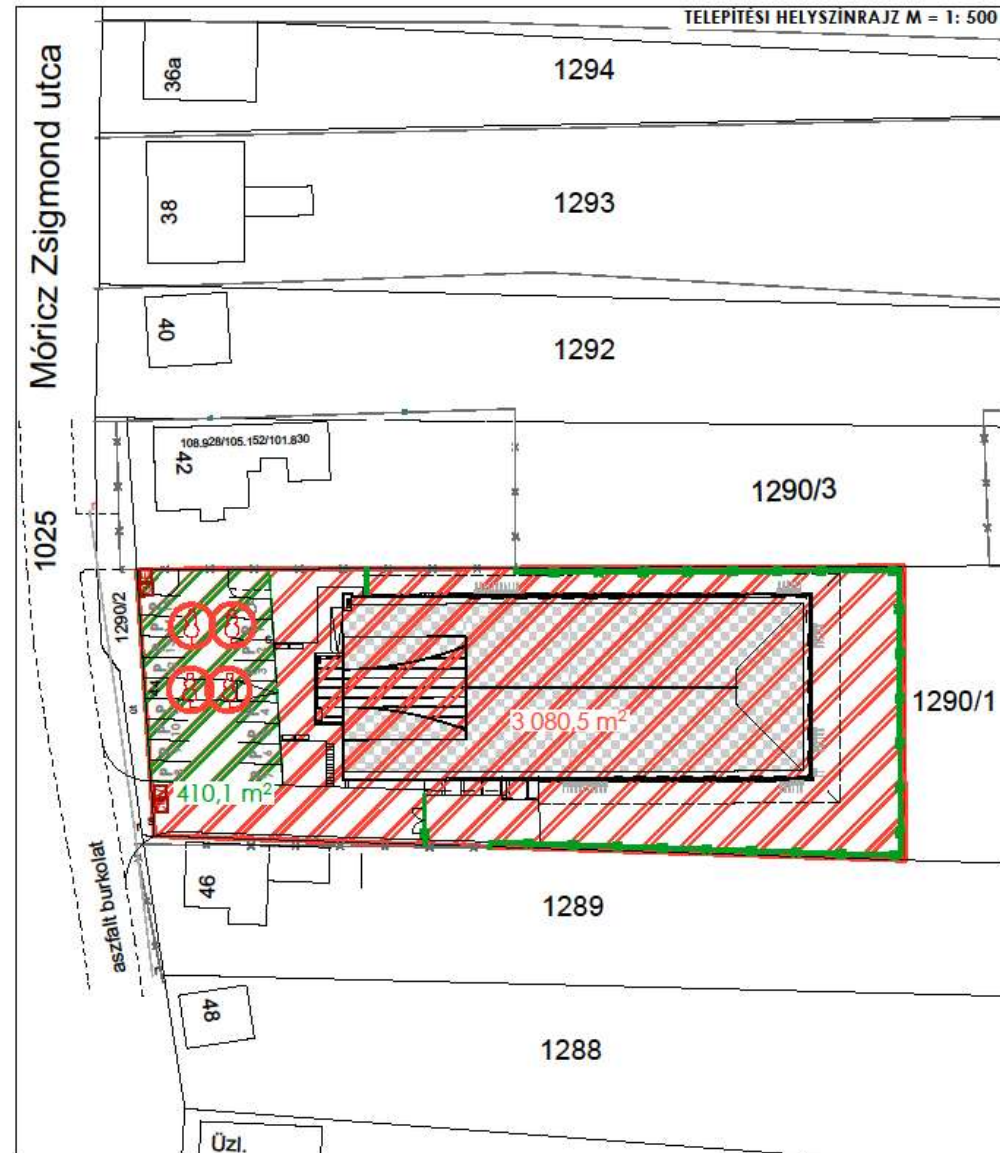 TELEPÍTÉSI HELYSZÍNRAJZ M = 1: 500
Móricz Zsigmond utca
36a
1294
38
1293
40
1292
108.928/105.152/101.830
42
1290/3
1025
1290/2
1290/1
3 080,5 m²
410,1 m²
aszfalt burkolat
46
1289
48
1288
Üzl.